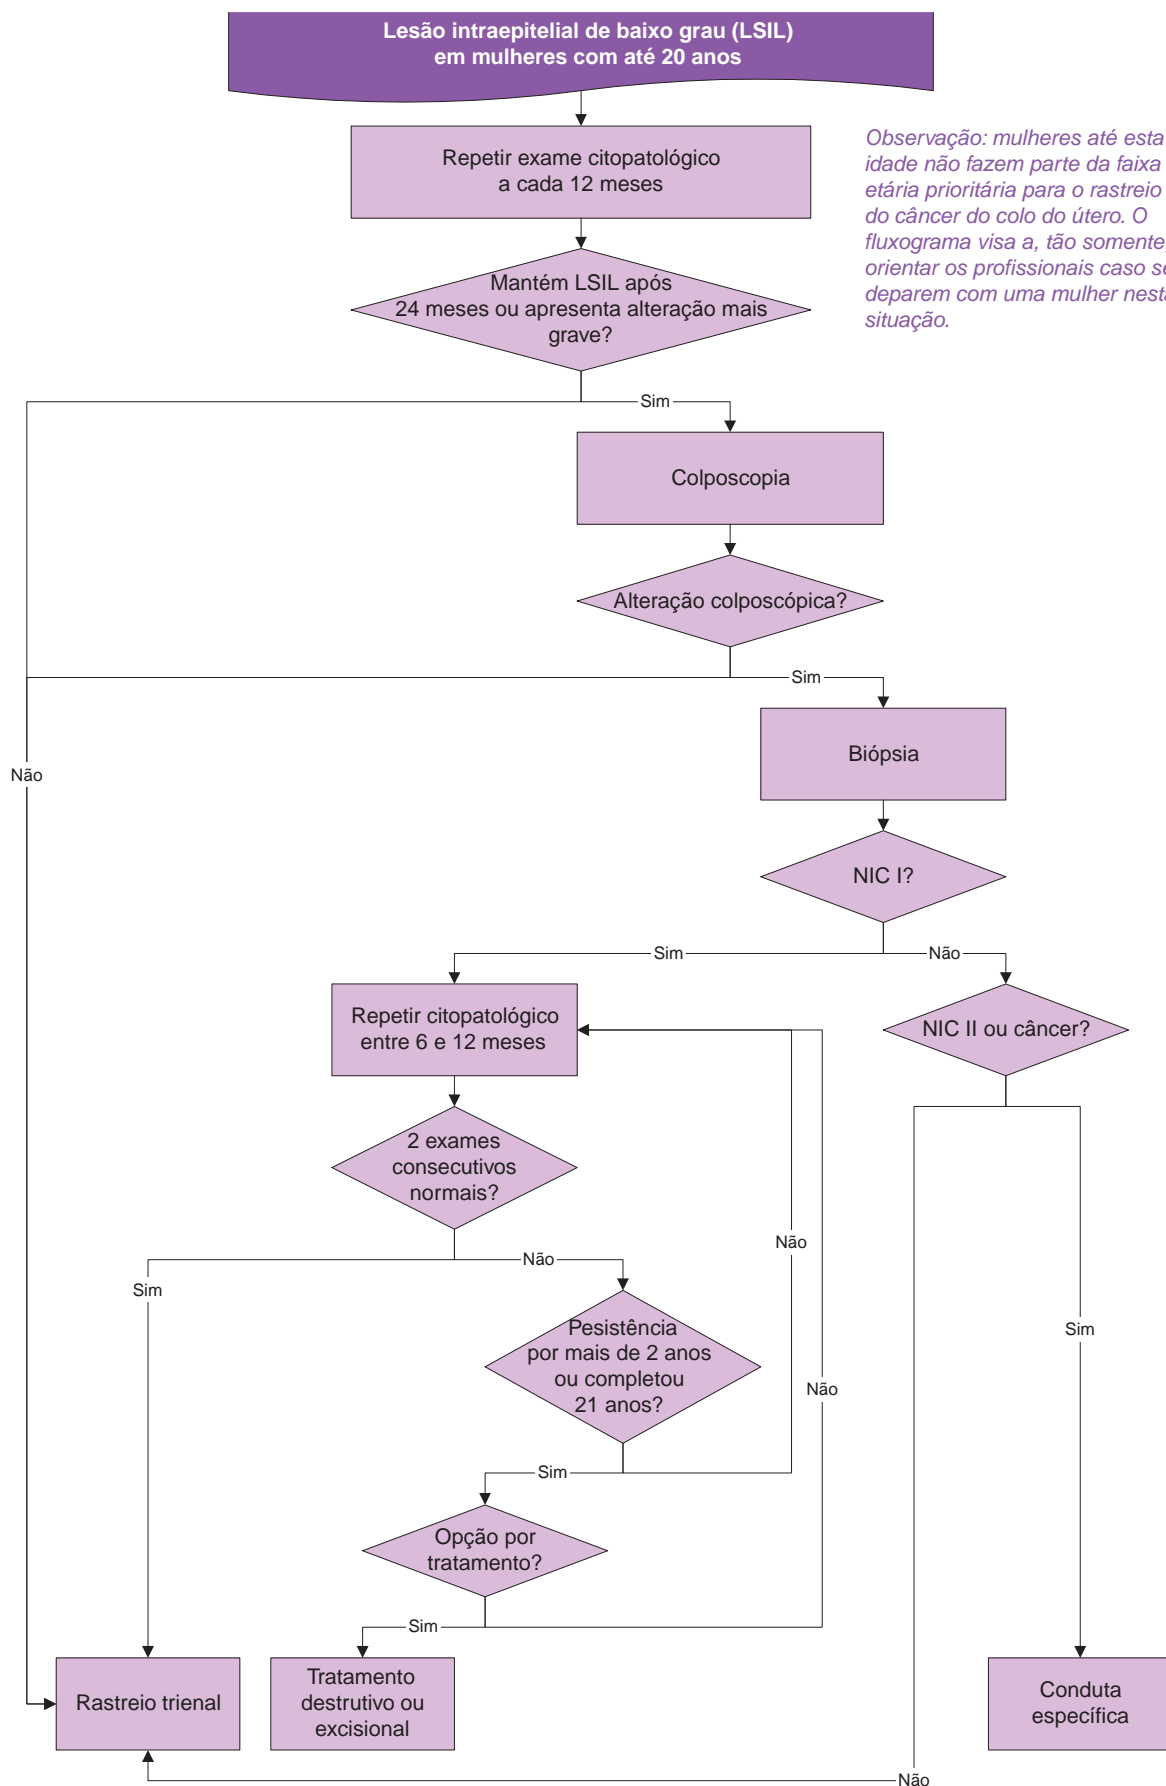 Lesão intraepitelial de baixo grau (LSIL)
em mulheres com até 20 anos
Repetir exame citopatológico
a cada 12 meses
Observação: mulheres até esta
idade não fazem parte da faixa
etária prioritária para o rastreio
do câncer do colo do útero. O
fluxograma visa a, tão somente,
orientar os profissionais caso se
deparem com uma mulher nesta
situação.
Mantém LSIL após
24 meses ou apresenta alteração mais
grave?
Sim
Colposcopia
Alteração colposcópica?
Sim
Não
Biópsia
NIC I?
Sim
Não
Repetir citopatológico
entre 6 e 12 meses
NIC II ou câncer?
2 exames
consecutivos
normais?
Não
Não
Sim
Pesistência
por mais de 2 anos
ou completou
21 anos?
Sim
Não
Sim
Opção por
tratamento?
Sim
Rastreio trienal
Tratamento
destrutivo ou
excisional
Conduta
específica
Não